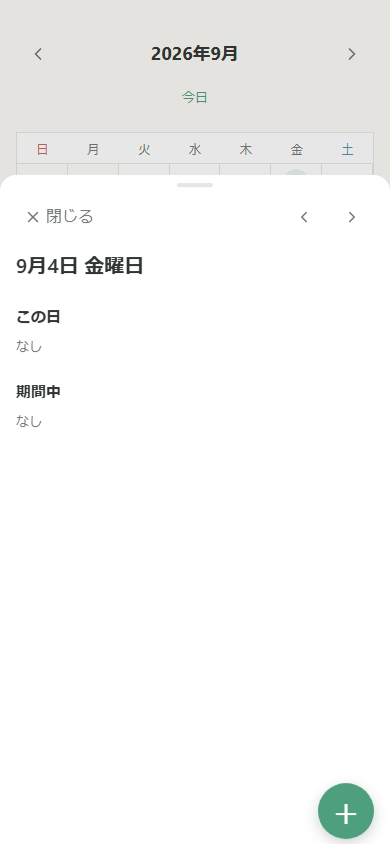 2026年9月
今日
日 月 火 水 木 金 土
閉じる
9月4日 金曜日
この日
なし
期間中
なし